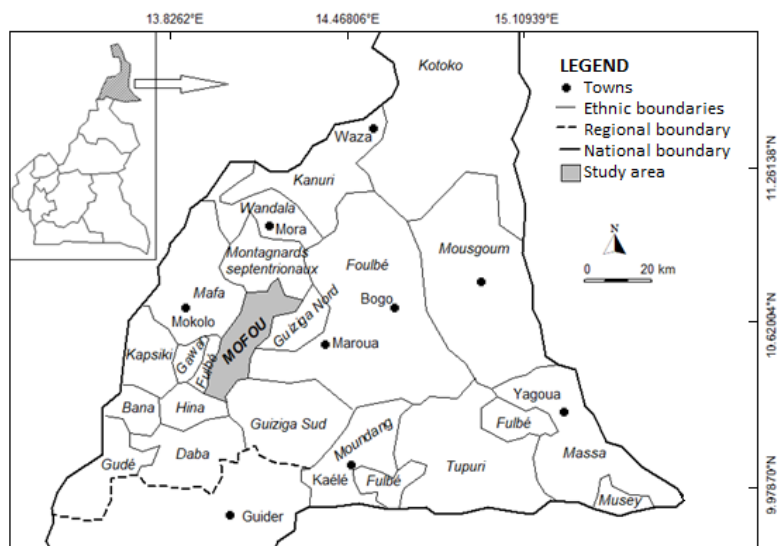 13.8262° 14.46806° 15.10939°
Kotoko
LEGEND
Towns
Ethnic boundaries
Regional boundary
National boundary
Study area
Waza
Kanuri
11.26138°N
Wandala
Mora
Montagnards
septentrionaux
Foulbé
Mousgoum
N
0 20 km
Mafa
Mokolo
Guiziga Nord
Bogo
MOFOU
Maroua
10.62004°N
Kapsiki
Gawar
Fulbé
Bana
Hina
Guiziga Sud
Yagoua
Fulbé
Moundang
Massa
Gudé
Daba
Tupuri
Kaélé
Fulbé
Musey
9.97870°N
Guider